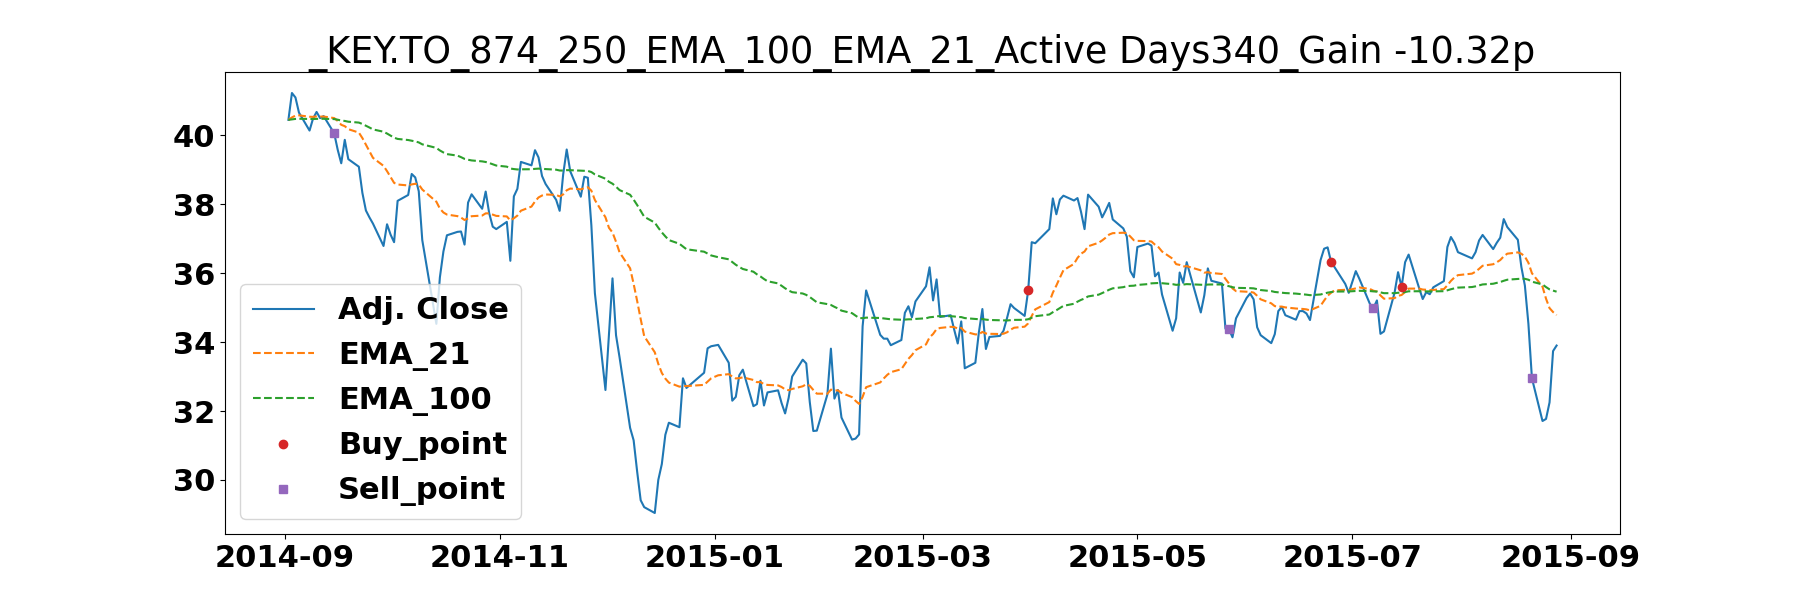 _KEY.TO_874_250_EMA_100_EMA_21_Active Days340_Gain -10.32p
40
38
36
34
32
30
Adj. Close
EMA_21
EMA_100
Buy_point
Sell_point
2014-09 2014-11 2015-01 2015-03 2015-05 2015-07 2015-09